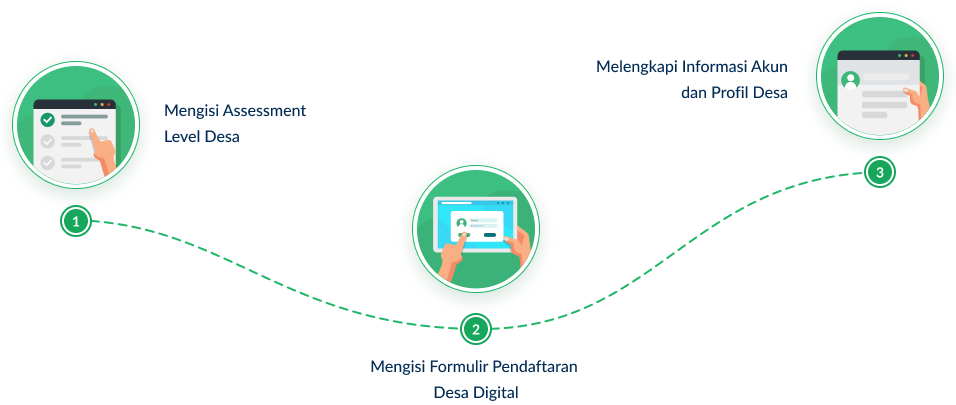 Mengisi Assessment
Level Desa
1
2
Mengisi Formulir Pendaftaran
Desa Digital
Melengkapi Informasi Akun
dan Profil Desa
3